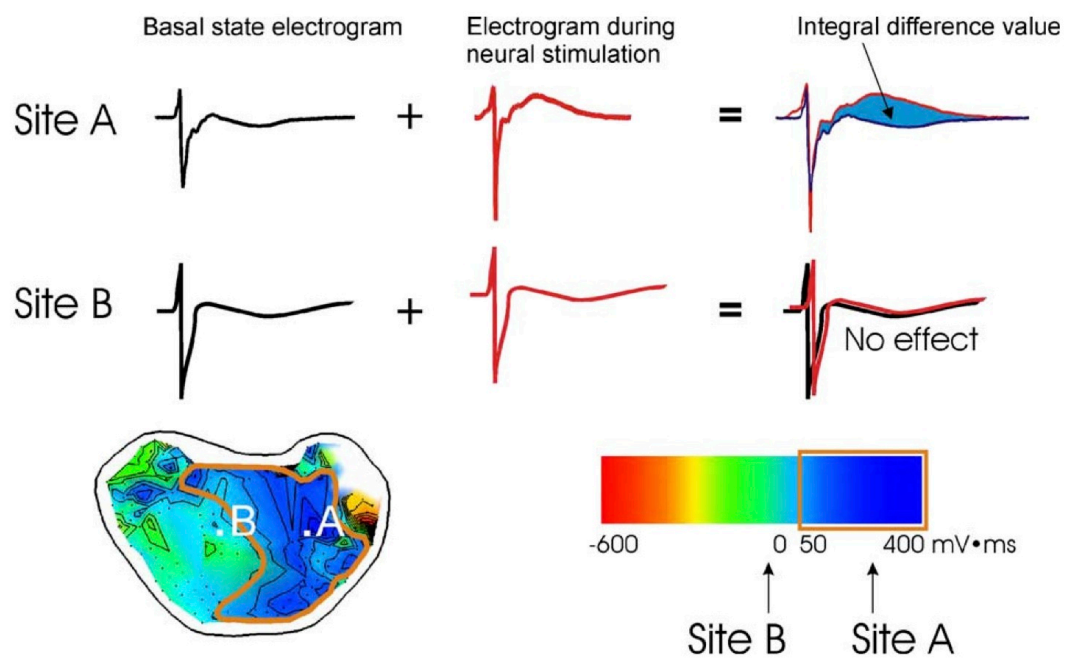 Basal state electrogram
Electrogram during
neural stimulation
Integral difference value
Site A
+
=
Site B
+
=
No effect
.B
.A
-600
0
50
400 mV•ms
Site B
Site A